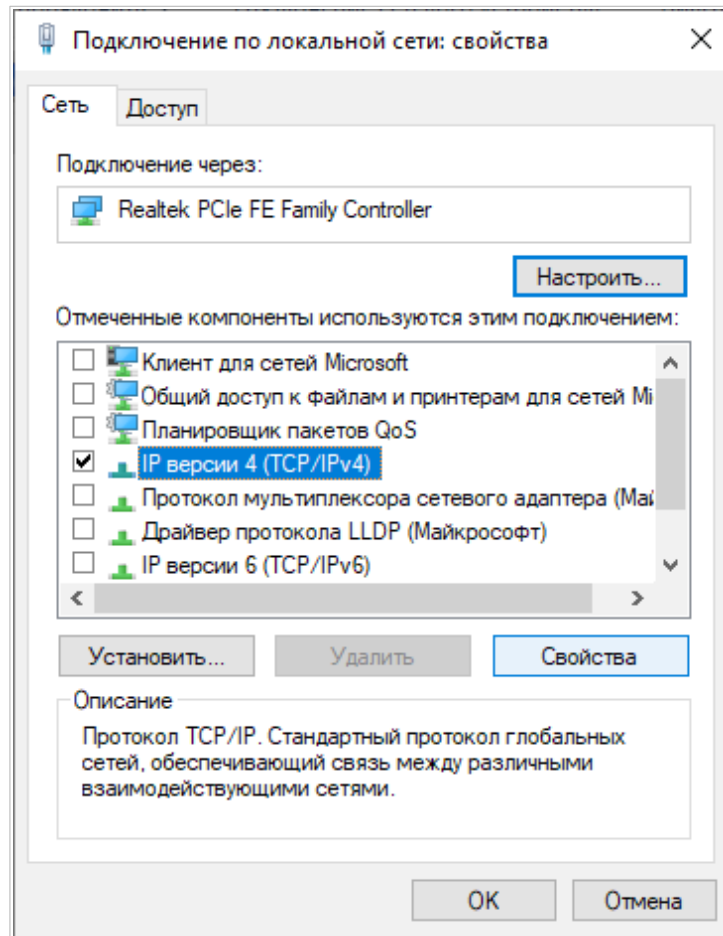 Подключение по локальной сети: свойства
Сеть
Доступ
Подключение через:
Realtek PCIe FE Family Controller
Настроить...
Отмеченные компоненты используются этим подключением:
Клиент для сетей Microsoft
Общий доступ к файлам и принтерам для сетей Mi
Планировщик пакетов QoS
IP версии 4 (TCP/IPv4)
Протокол мультиплексора сетевого адаптера (Май
Драйвер протокола LLDP (Майкрософт)
IP версии 6 (TCP/IPv6)
Установить...
Удалить
Свойства
Описание
Протокол TCP/IP. Стандартный протокол глобальных
сетей, обеспечивающий связь между различными
взаимодействующими сетями.
OK
Отмена